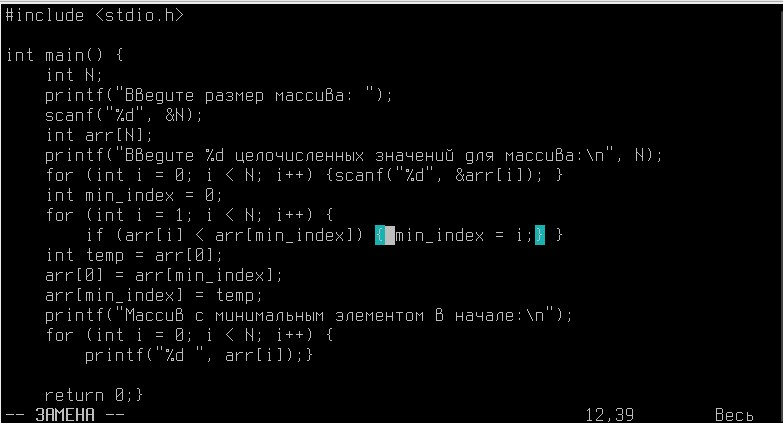 #include <stdio.h>

int main() {
    int N;
    printf("Введите размер массива: ");
    scanf("%d", &N);
    int arr[N];
    printf("Введите %d целочисленных значений для массива:\n", N);
    for (int i = 0; i < N; i++) {scanf("%d", &arr[i]); }
    int min_index = 0;
    for (int i = 1; i < N; i++) {
        if (arr[i] < arr[min_index]) { min_index = i;} }
    int temp = arr[0];
    arr[0] = arr[min_index];
    arr[min_index] = temp;
    printf("Массив с минимальным элементом в начале:\n");
    for (int i = 0; i < N; i++) {
        printf("%d ", arr[i]);}

    return 0;}
-- ЗАМЕНА -- 12,39 Весь